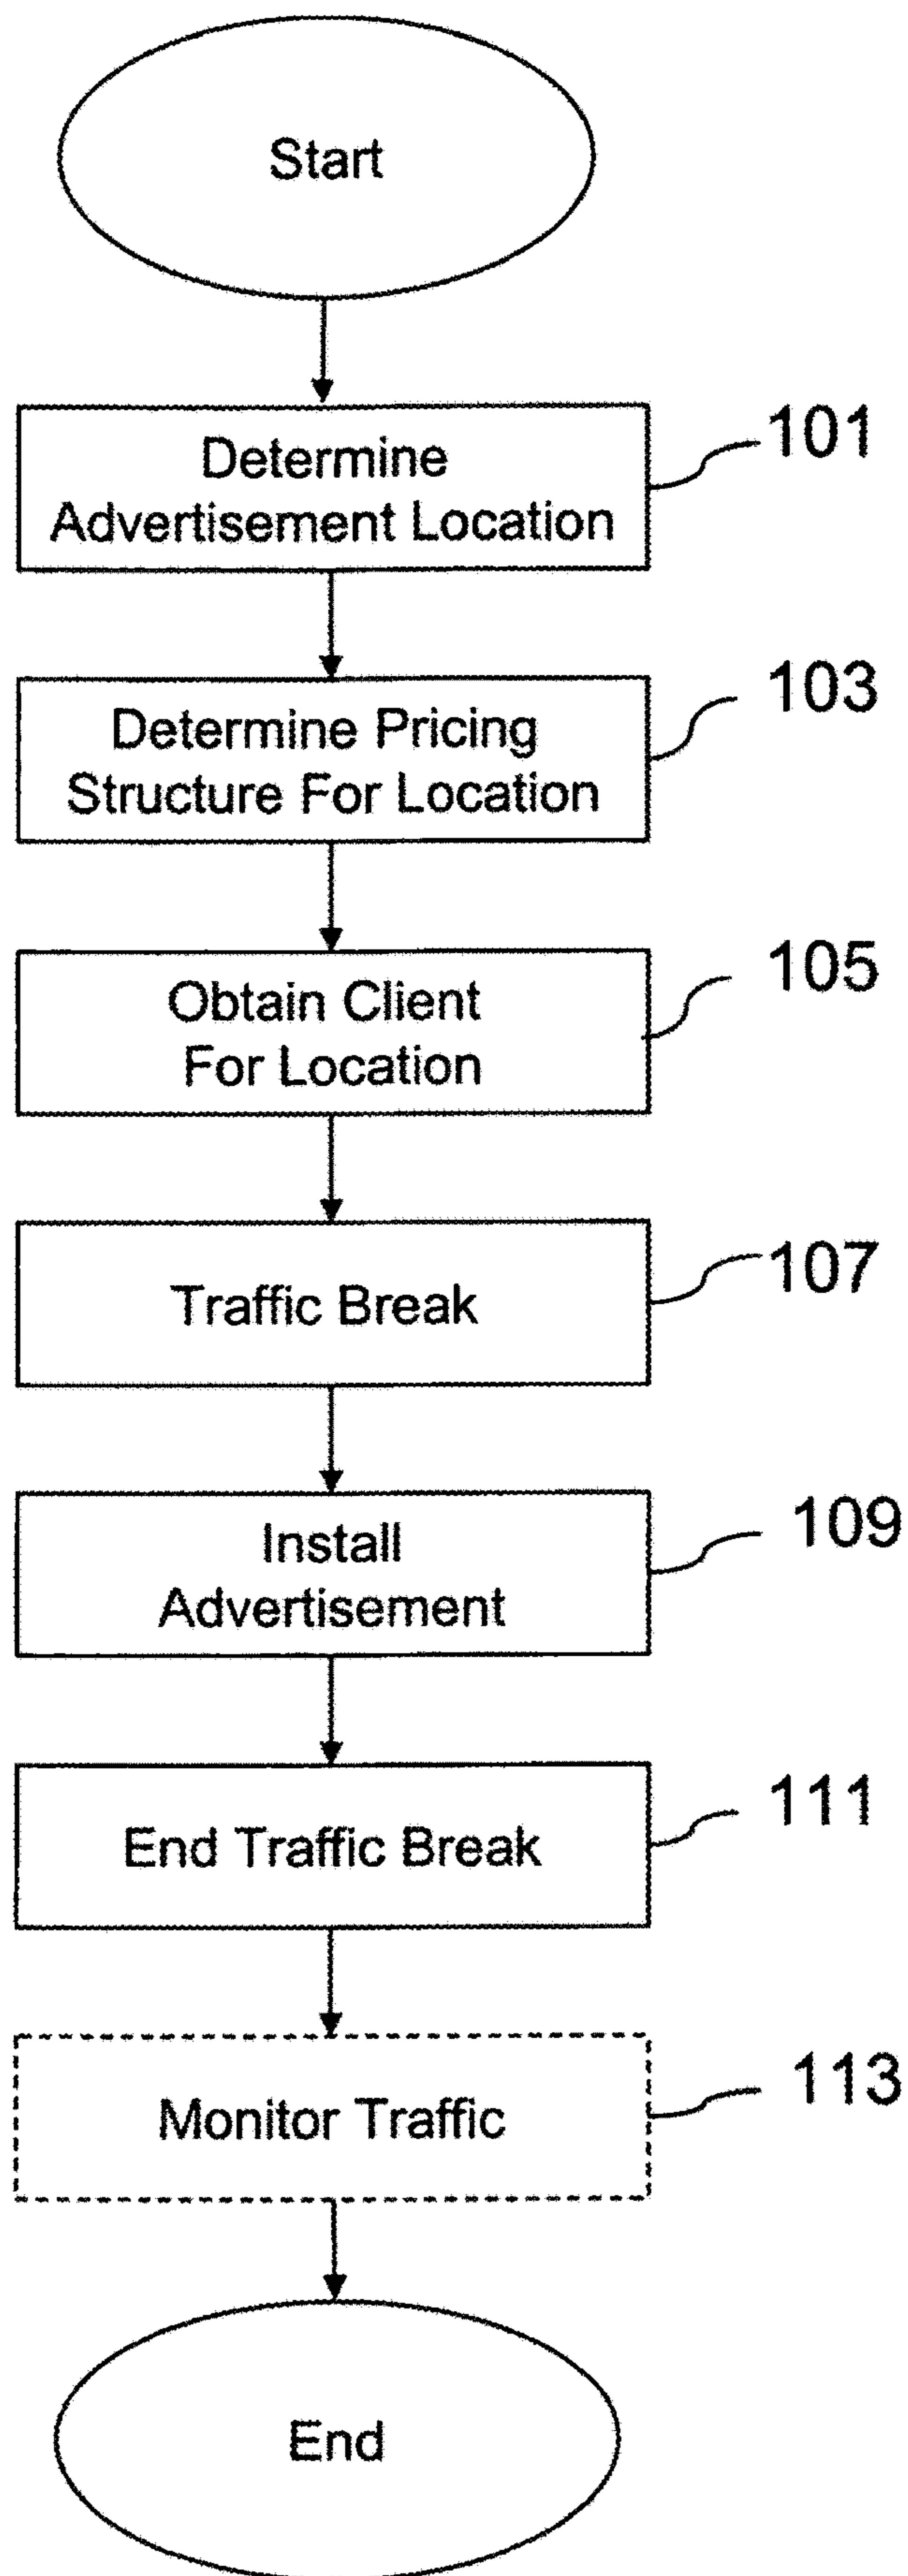 Start
Determine
Advertisement Location
101
Determine Pricing
Structure For Location
103
Obtain Client
For Location
105
Traffic Break
107
Install
Advertisement
109
End Traffic Break
111
Monitor Traffic
113
End